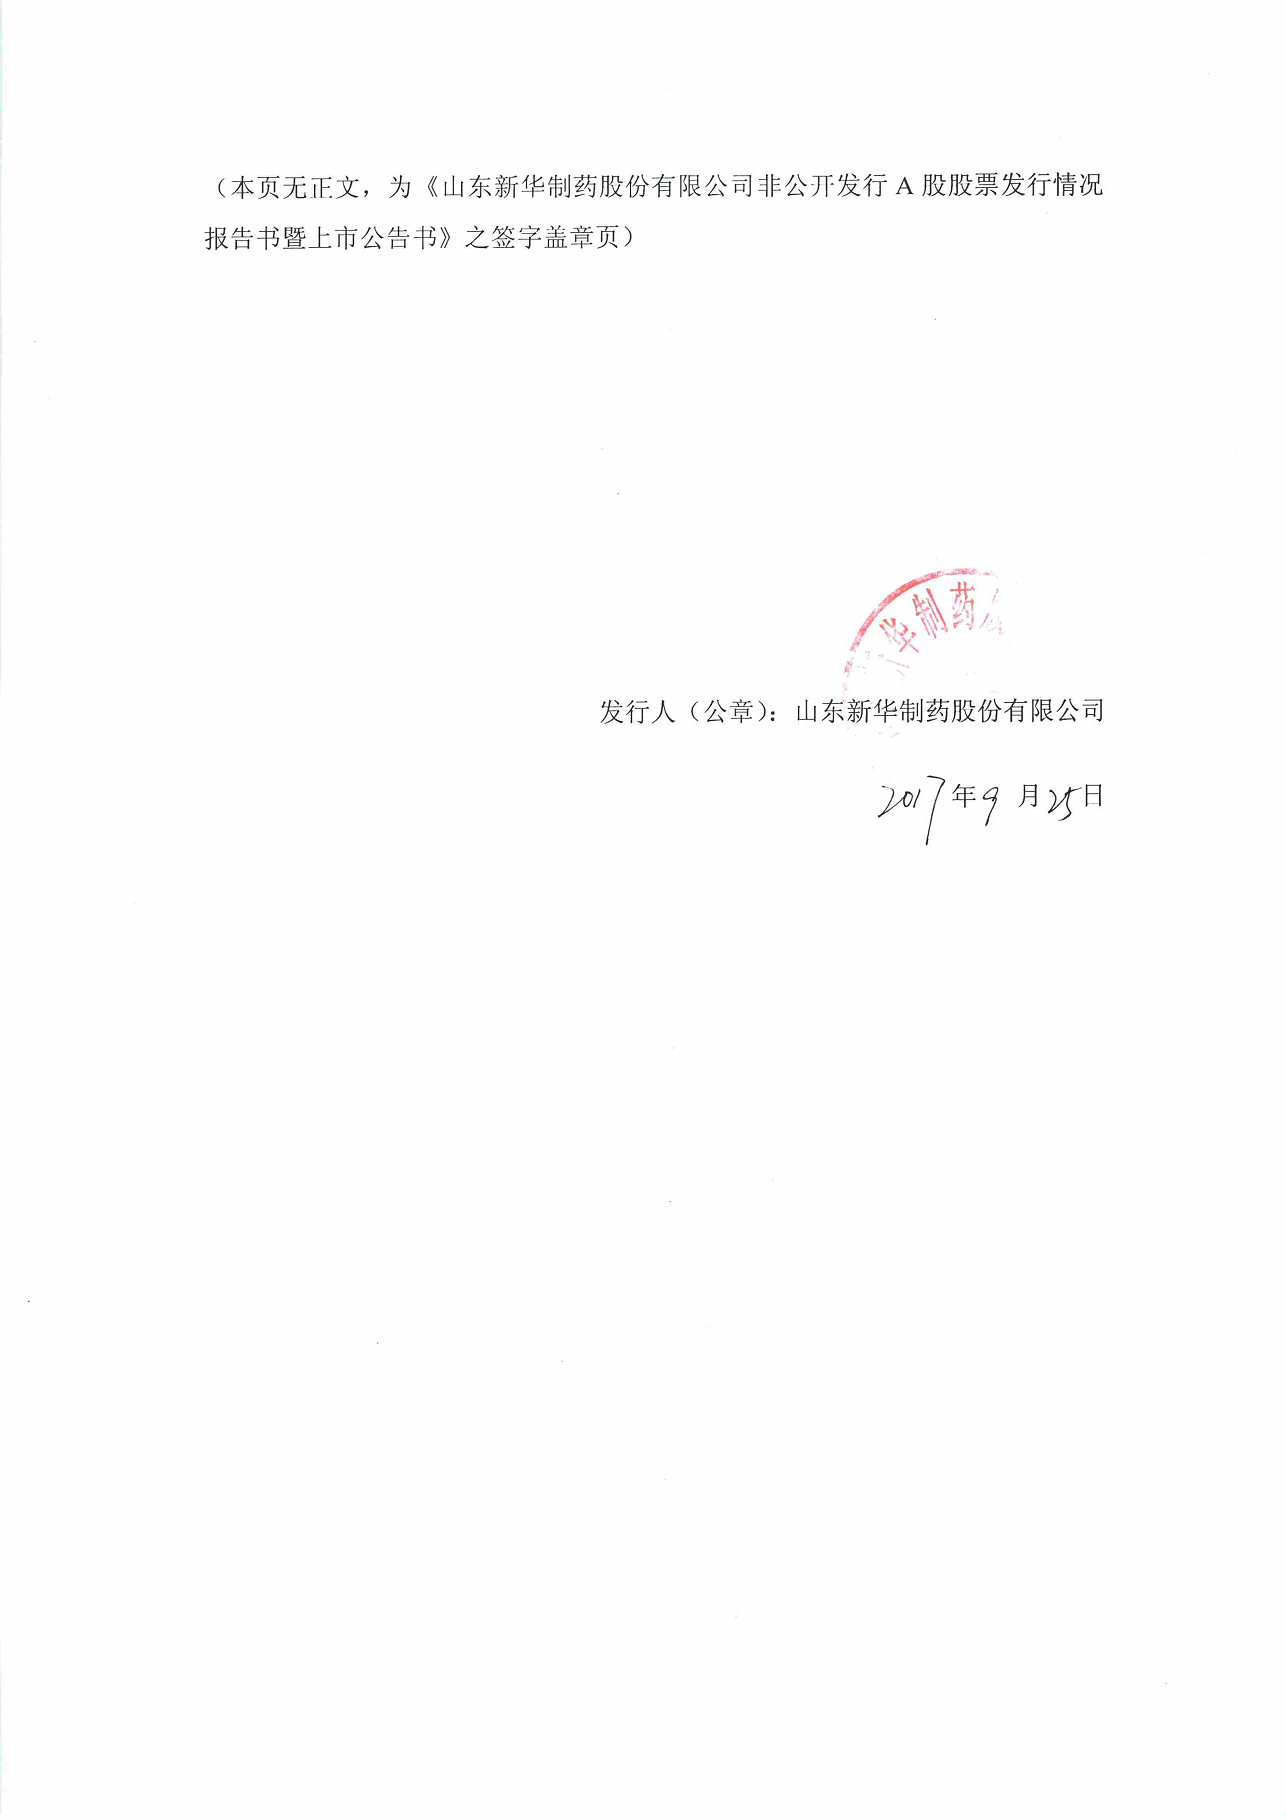 （本页无正文，为《山东新华制药股份有限公司非公开发行 A 股股票发行情况
报告书暨上市公告书》之签字盖章页）
华制药
发行人（公章）：山东新华制药股份有限公司
2017年9月25日